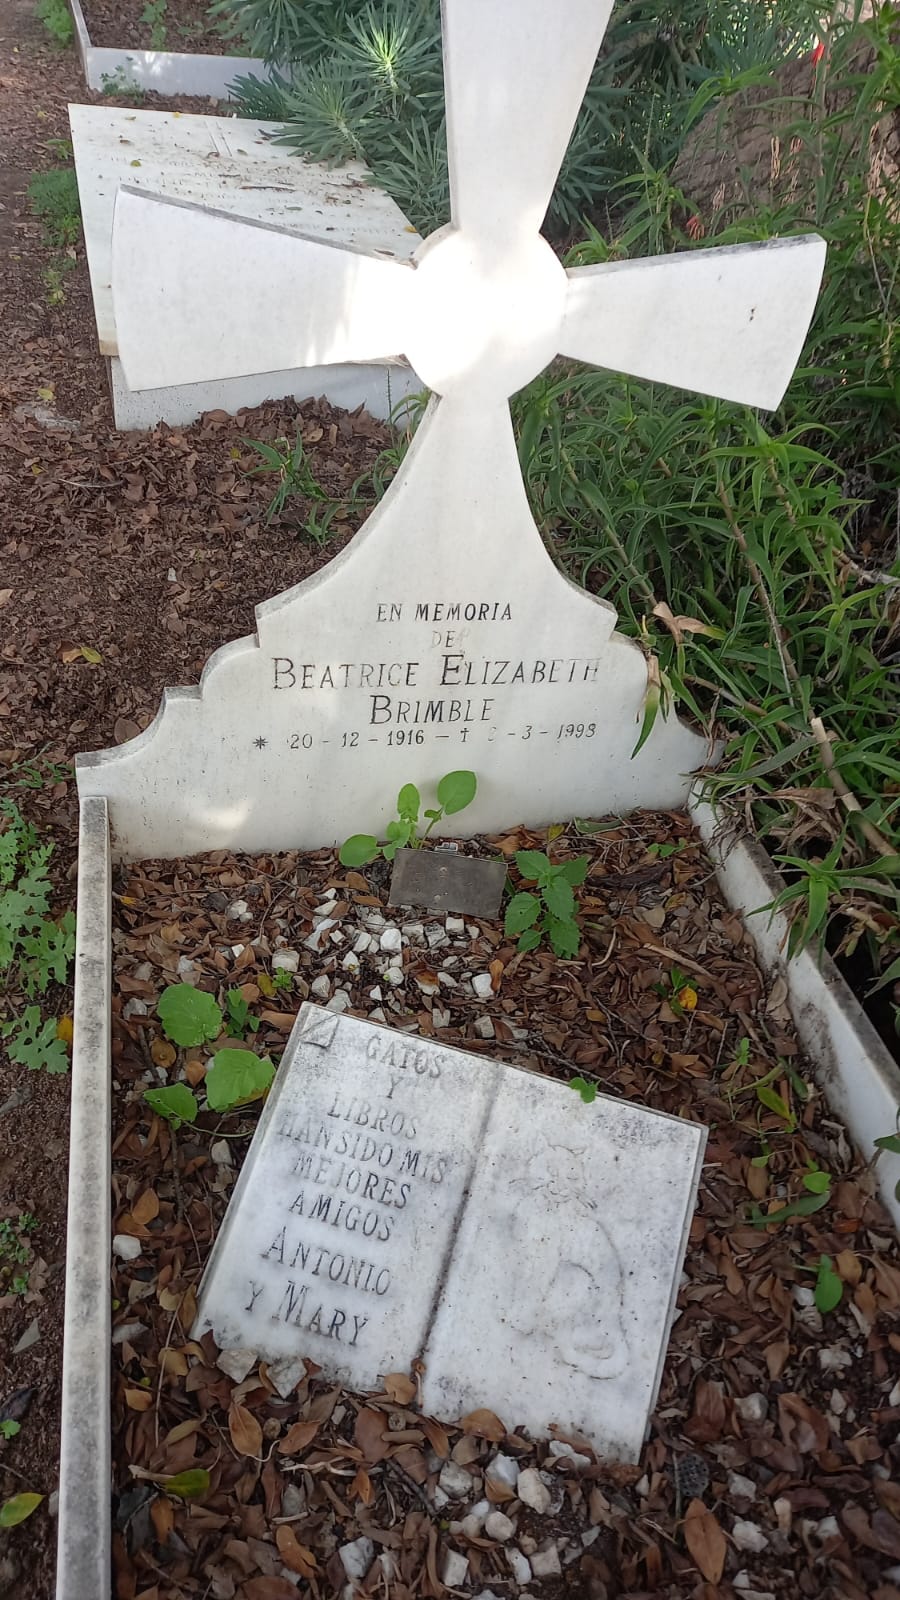 EN MEMORIA
DE
BEATRICE ELIZABETH
BRIMBLE
* 20 - 12 - 1916 - † - 3 - 1998
GATOS
Y
LIBROS
HAN SIDO MIS
MEJORES
AMIGOS
ANTONIO
Y MARY